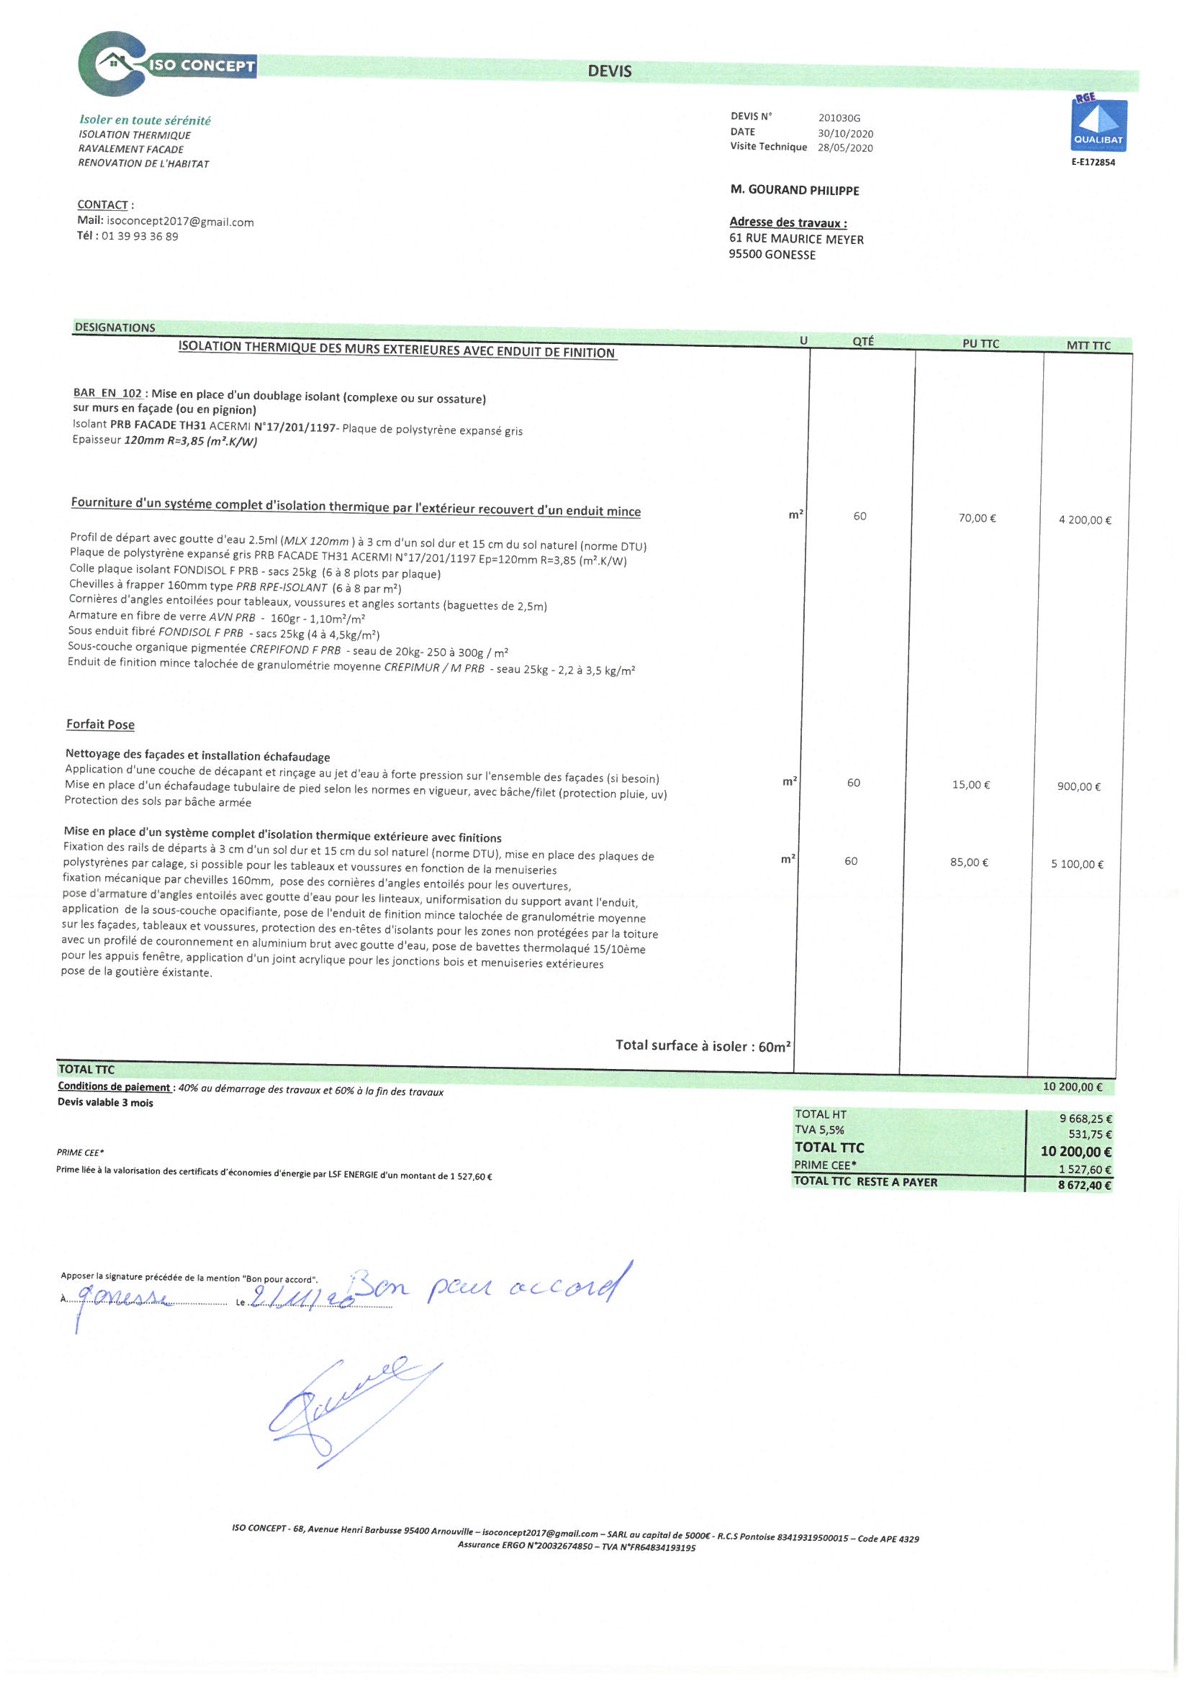 ISO CONCEPT
DEVIS
Isoler en toute sérénité
ISOLATION THERMIQUE
RAVALEMENT FACADE
RENOVATION DE L'HABITAT
DEVIS N° 201030G
DATE 30/10/2020
Visite Technique 28/05/2020
RGE
QUALIBAT
E-E172854
M. GOURAND PHILIPPE
CONTACT :
Mail: isoconcept2017@gmail.com
Tél : 01 39 93 36 89
Adresse des travaux :
61 RUE MAURICE MEYER
95500 GONESSE
DESIGNATIONS U QTÉ PU TTC MTT TTC
ISOLATION THERMIQUE DES MURS EXTERIEURES AVEC ENDUIT DE FINITION
BAR_EN_102 : Mise en place d'un doublage isolant (complexe ou sur ossature)
sur murs en façade (ou en pignion)
Isolant PRB FACADE TH31 ACERMI N°17/201/1197- Plaque de polystyrène expansé gris
Epaisseur 120mm R=3,85 (m².K/W)
Fourniture d'un systéme complet d'isolation thermique par l'extérieur recouvert d'un enduit mince m² 60 70,00 € 4 200,00 €
Profil de départ avec goutte d'eau 2.5ml (MLX 120mm ) à 3 cm d'un sol dur et 15 cm du sol naturel (norme DTU)
Plaque de polystyrène expansé gris PRB FACADE TH31 ACERMI N°17/201/1197 Ep=120mm R=3,85 (m².K/W)
Colle plaque isolant FONDISOL F PRB - sacs 25kg (6 à 8 plots par plaque)
Chevilles à frapper 160mm type PRB RPE-ISOLANT (6 à 8 par m²)
Cornières d'angles entoilées pour tableaux, voussures et angles sortants (baguettes de 2,5m)
Armature en fibre de verre AVN PRB - 160gr - 1,10m²/m²
Sous enduit fibré FONDISOL F PRB - sacs 25kg (4 à 4,5kg/m²)
Sous-couche organique pigmentée CREPIFOND F PRB - seau de 20kg- 250 à 300g / m²
Enduit de finition mince talochée de granulométrie moyenne CREPIMUR / M PRB - seau 25kg - 2,2 à 3,5 kg/m²
Forfait Pose
Nettoyage des façades et installation échafaudage
Application d'une couche de décapant et rinçage au jet d'eau à forte pression sur l'ensemble des façades (si besoin) m² 60 15,00 € 900,00 €
Mise en place d'un échafaudage tubulaire de pied selon les normes en vigueur, avec bâche/filet (protection pluie, uv)
Protection des sols par bâche armée
Mise en place d'un système complet d'isolation thermique extérieure avec finitions
Fixation des rails de départs à 3 cm d'un sol dur et 15 cm du sol naturel (norme DTU), mise en place des plaques de m² 60 85,00 € 5 100,00 €
polystyrènes par calage, si possible pour les tableaux et voussures en fonction de la menuiseries
fixation mécanique par chevilles 160mm, pose des cornières d'angles entoilés pour les ouvertures,
pose d'armature d'angles entoilés avec goutte d'eau pour les linteaux, uniformisation du support avant l'enduit,
application de la sous-couche opacifiante, pose de l'enduit de finition mince talochée de granulométrie moyenne
sur les façades, tableaux et voussures, protection des en-têtes d'isolants pour les zones non protégées par la toiture
avec un profilé de couronnement en aluminium brut avec goutte d'eau, pose de bavettes thermolaqué 15/10ème
pour les appuis fenêtre, application d'un joint acrylique pour les jonctions bois et menuiseries extérieures
pose de la goutière éxistante.
Total surface à isoler : 60m²
TOTAL TTC 10 200,00 €
Conditions de paiement : 40% au démarrage des travaux et 60% à la fin des travaux
Devis valable 3 mois
TOTAL HT 9 668,25 €
TVA 5,5% 531,75 €
TOTAL TTC 10 200,00 €
PRIME CEE* 1 527,60 €
TOTAL TTC RESTE A PAYER 8 672,40 €
PRIME CEE*
Prime liée à la valorisation des certificats d'économies d'énergie par LSF ENERGIE d'un montant de 1 527,60 €
Apposer la signature précédée de la mention "Bon pour accord". Bon pour accord
À gonesse Le 2/11/20
ISO CONCEPT - 68, Avenue Henri Barbusse 95400 Arnouville – isoconcept2017@gmail.com – SARL au capital de 5000€ - R.C.S Pontoise 83419319500015 – Code APE 4329
Assurance ERGO N°20032674850 – TVA N°FR64834193195